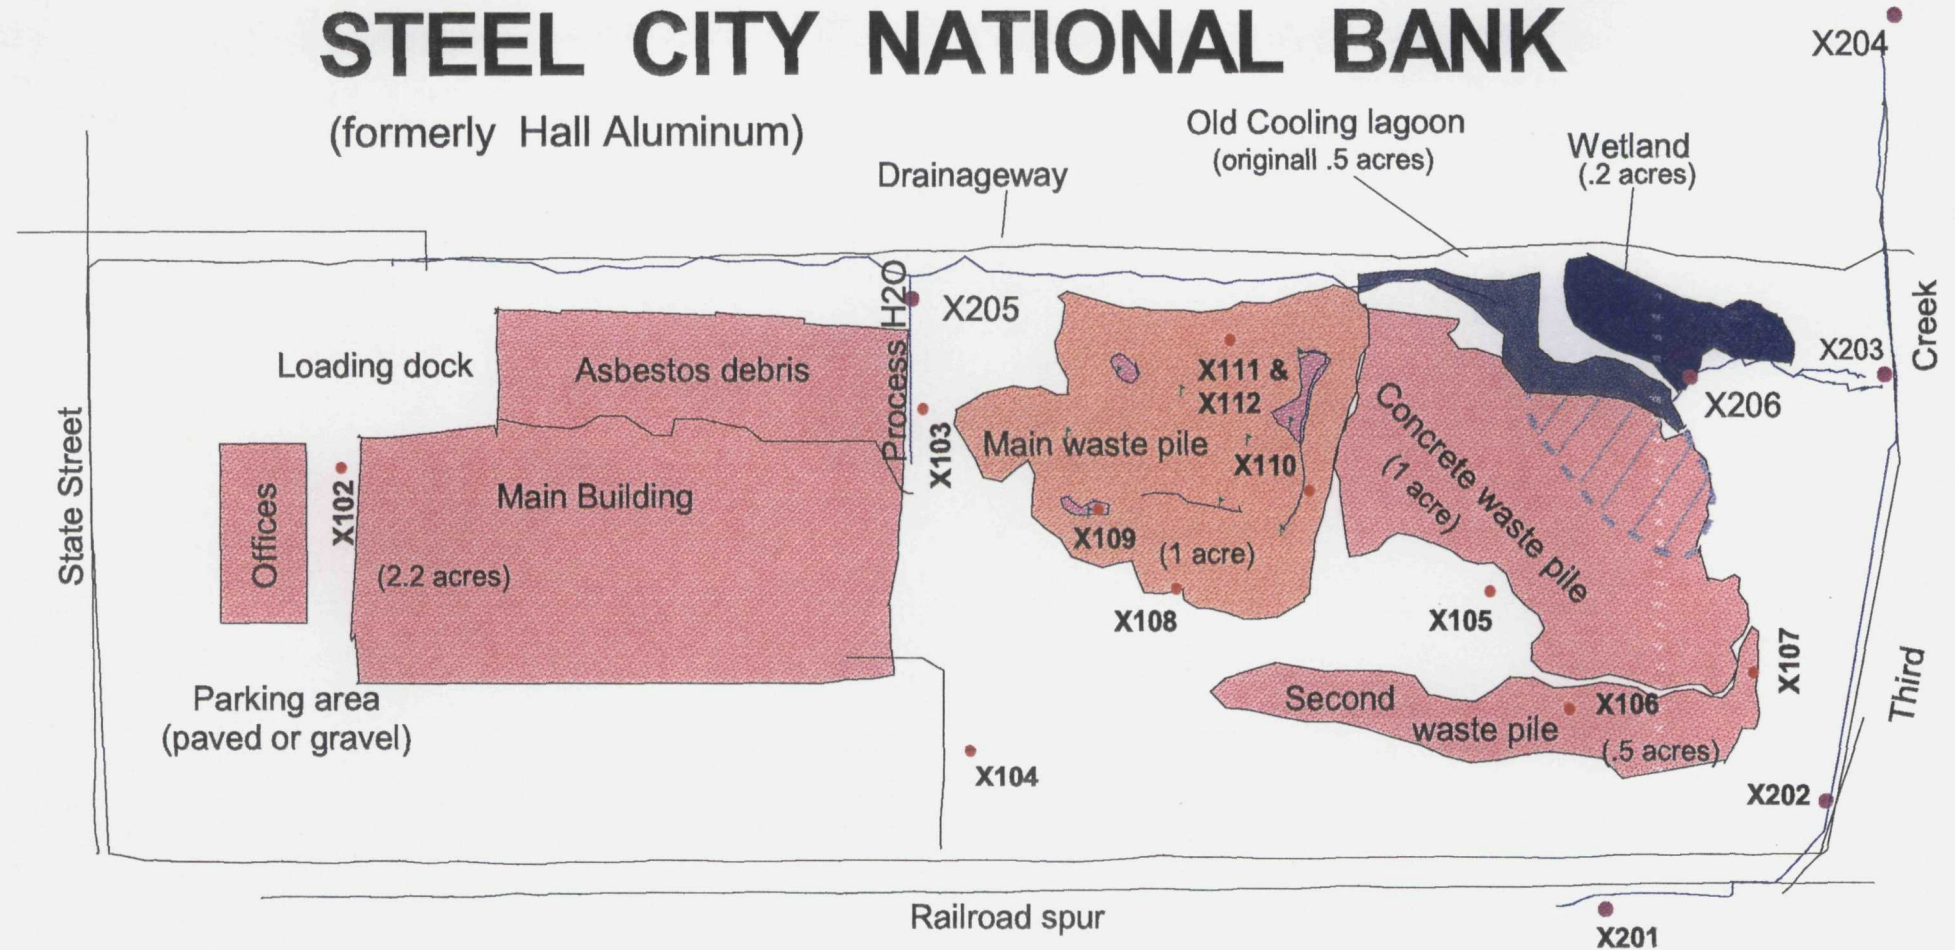 STEEL CITY NATIONAL BANK
(formerly Hall Aluminum)
X204
Old Cooling lagoon
(originall .5 acres)
Wetland
(.2 acres)
Drainageway
Process H2O
X205
Creek
X203
Loading dock
Asbestos debris
X111 &
X112
X206
State Street
X103
Main waste pile
X110
Concrete waste pile
(1 acre)
Offices
X102
Main Building
(2.2 acres)
X109
(1 acre)
X108
X105
X107
Third
Parking area
(paved or gravel)
Second
waste pile
X106
(.5 acres)
X104
X202
Railroad spur
X201